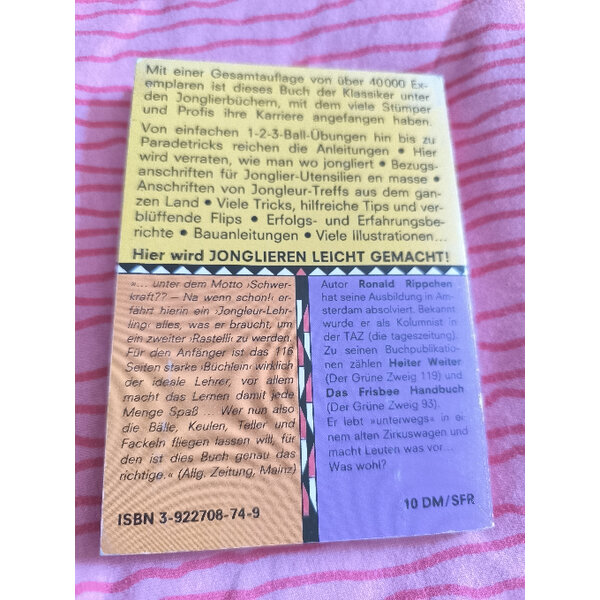 Mit einer Gesamtauflage von über 40000 Ex-
emplaren ist dieses Buch der Klassiker unter
den Jonglierbüchern, mit dem viele Stümper
und Profis ihre Karriere angefangen haben.
Von einfachen 1-2-3-Ball-Übungen hin bis zu
Paradetricks reichen die Anleitungen • Hier
wird verraten, wie man wo jongliert • Bezugs-
anschriften für Jonglier-Utensilien en masse •
Anschriften von Jongleur-Treffs aus dem gan-
zen Land • Viele Tricks, hilfreiche Tips und ver-
blüffende Flips • Erfolgs- und Erfahrungsbe-
richte • Bauanleitungen • Viele Illustrationen...
Hier wird JONGLIEREN LEICHT GEMACHT!
»... unter dem Motto ›Schwer-
kraft?? – Na wenn schon!‹ er-
fährt hierin ein ›Jongleur-Lehr-
ling‹ alles, was er braucht, um
ein zweiter ›Rastelli‹ zu werden.
Für den Anfänger ist das 116
Seiten starke ›Büchlein‹ wirklich
der ideale Lehrer, vor allem
macht das Lernen damit jede
Menge Spaß ... Wer nun also
die Bälle, Keulen, Teller und
Fackeln fliegen lassen will, für
den ist dies Buch genau das
richtige.« (Allg. Zeitung, Mainz)
ISBN 3-922708-74-9
Autor Ronald Rippchen
hat seine Ausbildung in Am-
sterdam absolviert. Bekannt
wurde er als Kolumnist in
der TAZ (die tageszeitung).
Zu seinen Buchpublikatio-
nen zählen Heiter Weiter
(Der Grüne Zweig 119) und
Das Frisbee Handbuch
(Der Grüne Zweig 93).
Er lebt »unterwegs« in ei-
nem alten Zirkuswagen und
macht Leuten was vor...
Was wohl?
10 DM/SFR